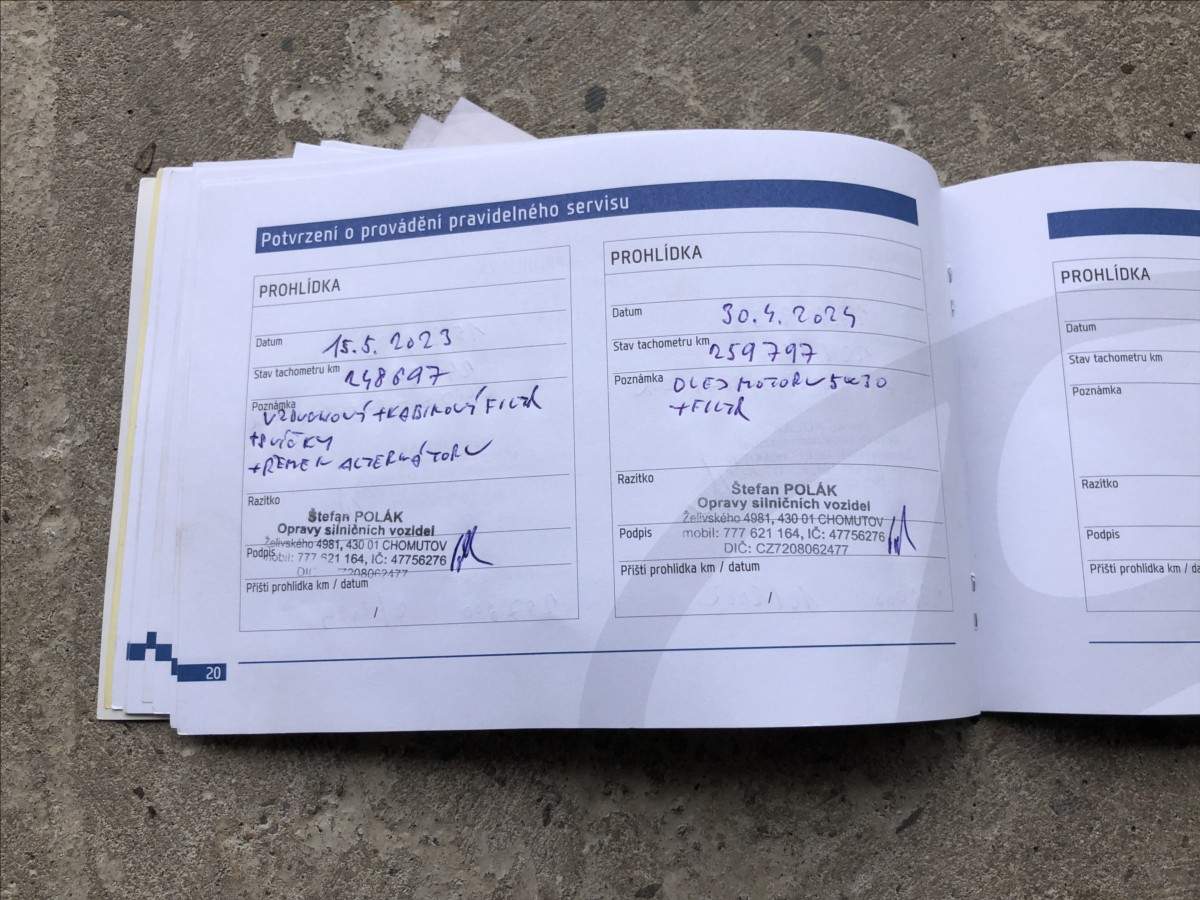 Potvrzení o provádění pravidelného servisu
PROHLÍDKA
Datum 15.5. 2023
Stav tachometru km 248697
Poznámka
VZDUCHOVÝ + KABINOVÝ FILTR
+ SVÍČKY
+ ŘEMEN ALTERNÁTORU
Razítko
Štefan POLÁK
Opravy silničních vozidel
Želivského 4981, 430 01 CHOMUTOV
Podpis
mobil: 777 621 164, IČ: 47756276
DIČ: CZ7208062477
Příští prohlídka km / datum
/
PROHLÍDKA
Datum 30.4. 2024
Stav tachometru km 259797
Poznámka OLEJ MOTORU 5W30
+ FILTR
Razítko
Štefan POLÁK
Opravy silničních vozidel
Želivského 4981, 430 01 CHOMUTOV
Podpis mobil: 777 621 164, IČ: 47756276
DIČ: CZ7208062477
Příští prohlídka km / datum
/
20
PROHLÍDKA
Datum
Stav tachometru km
Poznámka
Razítko
Podpis
Příští prohlídka km / da